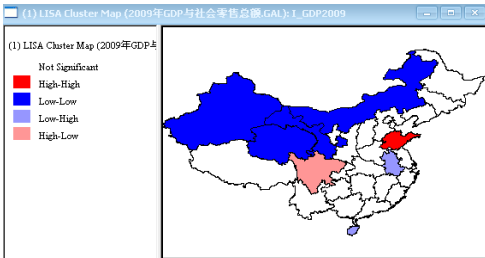 (1) LISA Cluster Map (2009年GDP与社会零售总额.GAL): I_GDP2009
(1) LISA Cluster Map (2009年GDP与
Not Significant
High-High
Low-Low
Low-High
High-Low